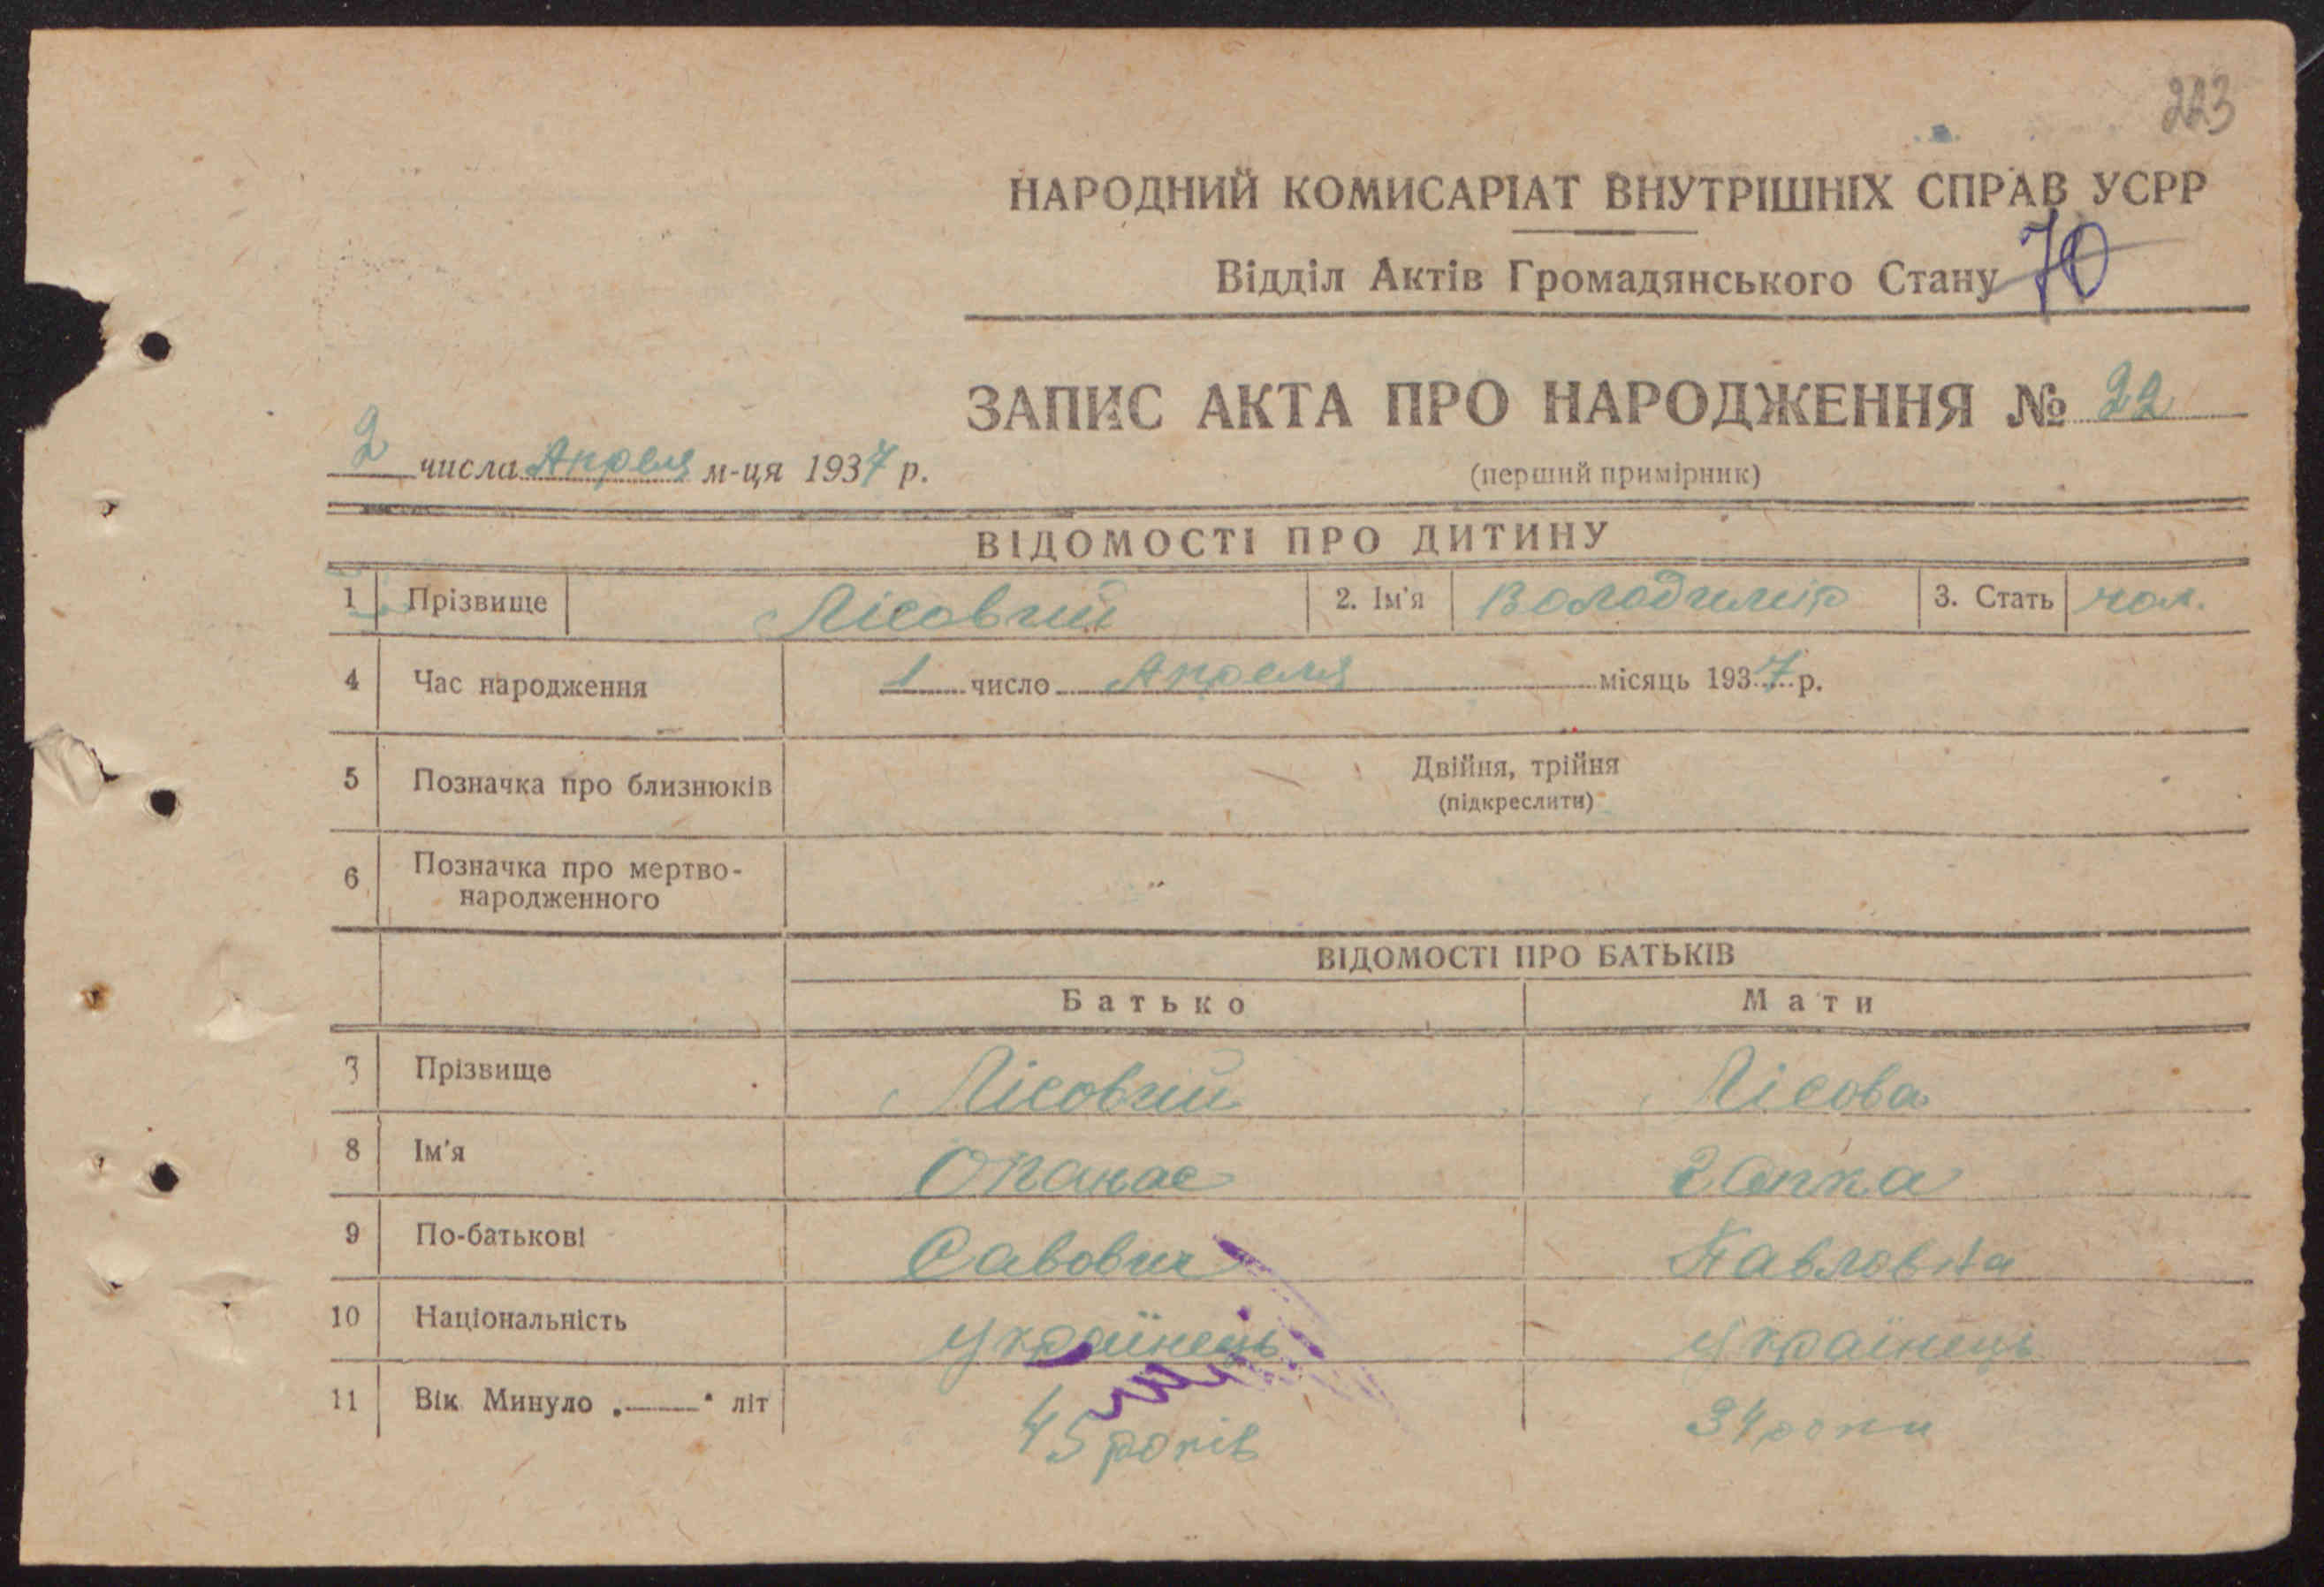 223
НАРОДНИЙ КОМИСАРІАТ ВНУТРІШНІХ СПРАВ УСРР
Відділ Актів Громадянського Стану 70
ЗАПИС АКТА ПРО НАРОДЖЕННЯ № 22
2 числа Апреля м-ця 1937 р.
(перший примірник)
ВІДОМОСТІ ПРО ДИТИНУ
1 Прізвище Лісовий 2. Ім'я Володимір 3. Стать чол.
4 Час народження 1 число Апреля місяць 1937 р.
5 Позначка про близнюків Двійня, трійня
(підкреслити)
6 Позначка про мертво-
народженного
ВІДОМОСТІ ПРО БАТЬКІВ
Батько Мати
7 Прізвище Лісовий Лісова
8 Ім'я Опанас Гапка
9 По-батькові Савович Павловна
10 Національність Українець Українець
11 Вік Минуло „——“ літ 45 років 34 роки